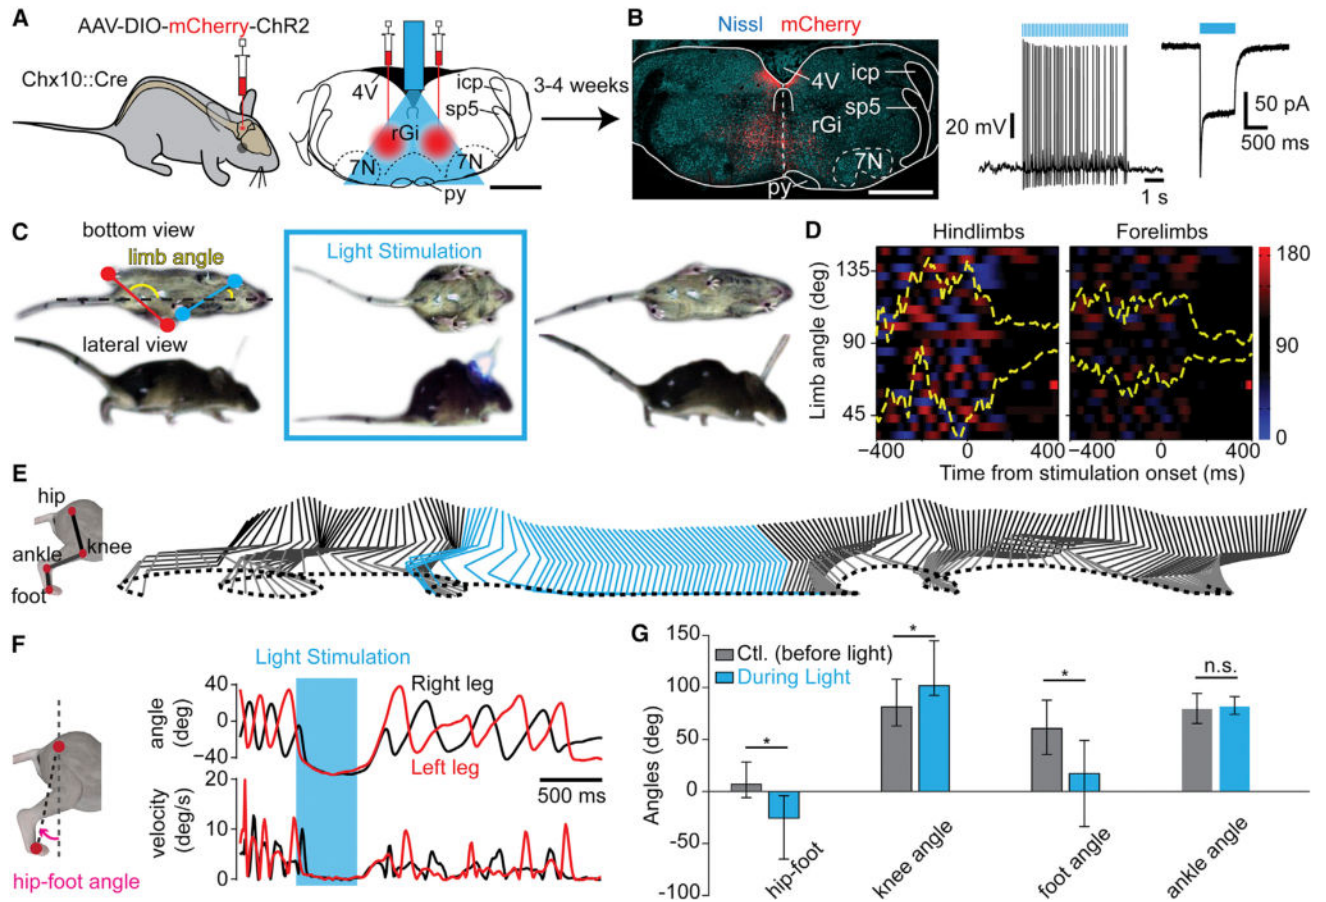 A
AAV-DIO-mCherry-ChR2
Chx10::Cre
4V
icp
sp5
rGi
7N
7N
py
3-4 weeks
B
Nissl mCherry
4V
icp
sp5
rGi
7N
py
20 mV
1 s
50 pA
500 ms
C
bottom view
limb angle
lateral view
Light Stimulation
D
Hindlimbs
Forelimbs
Limb angle (deg)
135
90
45
-400
0
400
-400
0
400
Time from stimulation onset (ms)
180
90
0
E
hip
knee
ankle
foot
F
hip-foot angle
Light Stimulation
angle
(deg)
40
0
-40
Right leg
Left leg
velocity
(deg/s)
20
10
0
500 ms
G
Angles (deg)
150
100
50
0
-50
-100
Ctl. (before light)
During Light
*
*
*
n.s.
hip-foot
knee angle
foot angle
ankle angle